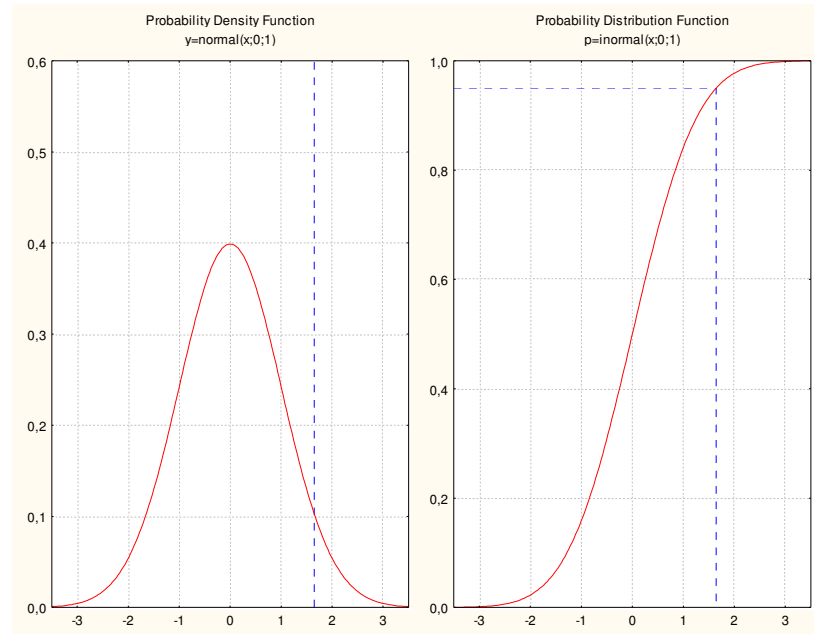 Probability Density Function
y=normal(x;0;1)
0,6
0,5
0,4
0,3
0,2
0,1
0,0
-3 -2 -1 0 1 2 3
Probability Distribution Function
p=inormal(x;0;1)
1,0
0,8
0,6
0,4
0,2
0,0
-3 -2 -1 0 1 2 3